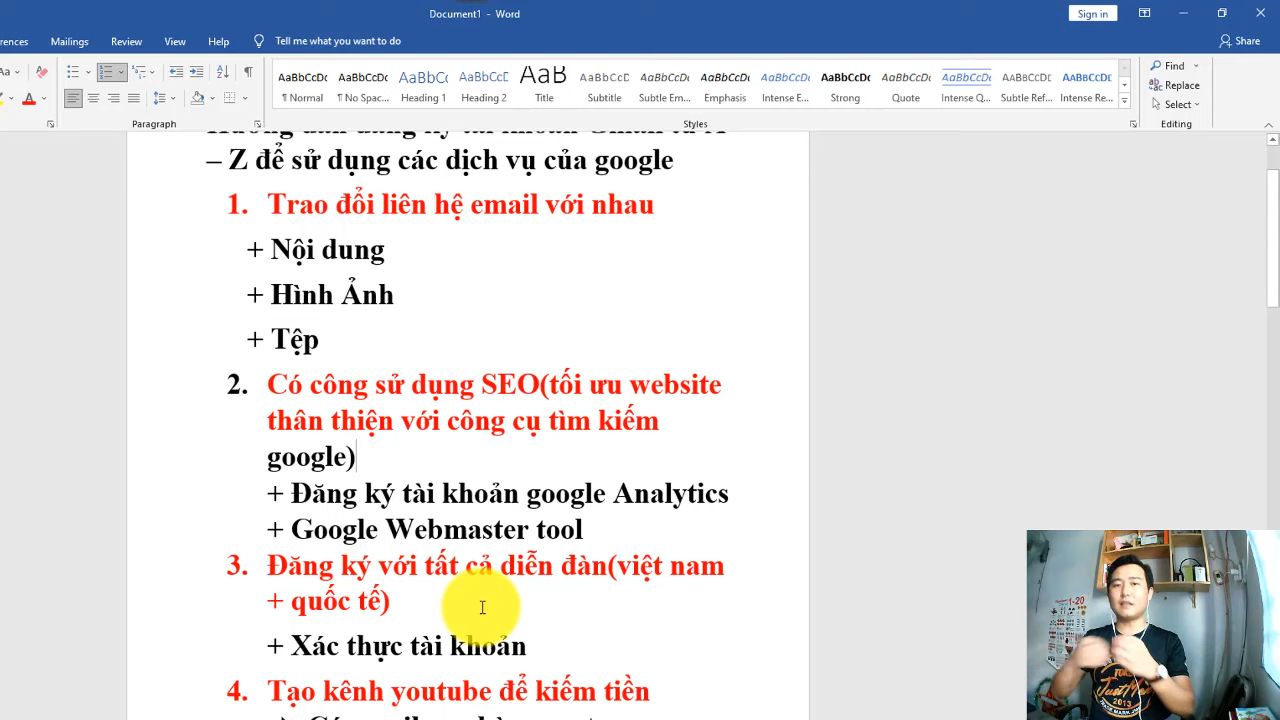 Document1 - Word
Sign in
rences Mailings Review View Help Tell me what you want to do Share
Aa
AaBbCcDc AaBbCcDc AaBbCc AaBbCcD AaB AaBbCcD AaBbCcDc AaBbCcDc AaBbCcDc AaBbCcDc AaBbCcDc AaBbCcDc AaBbCcDc AaBbCcDc
¶ Normal ¶ No Spac... Heading 1 Heading 2 Title Subtitle Subtle Em... Emphasis Intense E... Strong Quote Intense Q... Subtle Ref... Intense Re...
Find
Replace
Select
Paragraph Styles Editing
– Z để sử dụng các dịch vụ của google
1. Trao đổi liên hệ email với nhau
+ Nội dung
+ Hình Ảnh
+ Tệp
2. Có công sử dụng SEO(tối ưu website
thân thiện với công cụ tìm kiếm
google)
+ Đăng ký tài khoản google Analytics
+ Google Webmaster tool
3. Đăng ký với tất cả diễn đàn(việt nam
+ quốc tế)
+ Xác thực tài khoản
4. Tạo kênh youtube để kiếm tiền
1-20
2013